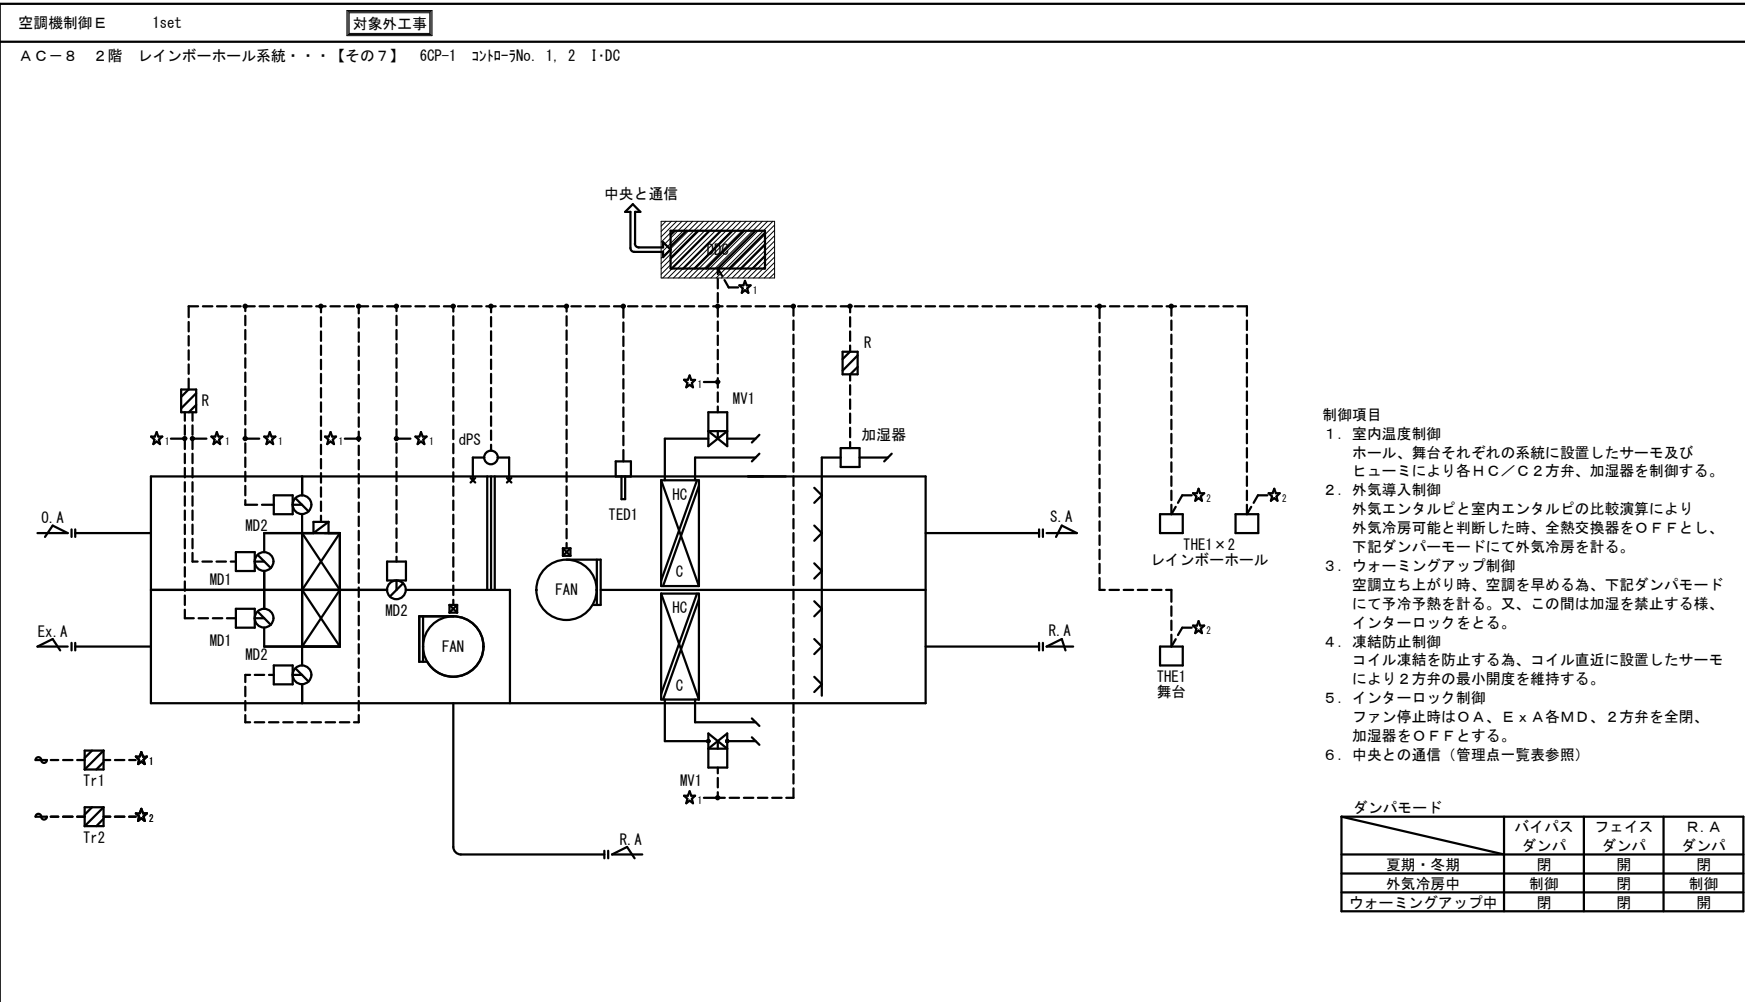 空調機制御E 1set 対象外工事
AC-8 2階 レインボーホール系統・・・【その7】 6CP-1 ｺﾝﾄﾛｰﾗNo. 1, 2 I・DC
中央と通信
DDC
☆1
R
R
☆1
MV1
☆1 ☆1 ☆1 ☆1 ☆1
dPS
加湿器
HC
MD2
TED1
☆2 ☆2
O.A
S.A
THE1×2
レインボーホール
MD1
C
FAN
MD2
HC
MD1
FAN
Ex.A
R.A
☆2
MD2
C
THE1
舞台
☆1
Tr1
MV1
☆1
☆2
Tr2
R.A
制御項目
1. 室内温度制御
ホール、舞台それぞれの系統に設置したサーモ及び
ヒューミにより各HC/C2方弁、加湿器を制御する。
2. 外気導入制御
外気エンタルピと室内エンタルピの比較演算により
外気冷房可能と判断した時、全熱交換器をOFFとし、
下記ダンパーモードにて外気冷房を計る。
3. ウォーミングアップ制御
空調立ち上がり時、空調を早める為、下記ダンパモード
にて予冷予熱を計る。又、この間は加湿を禁止する様、
インターロックをとる。
4. 凍結防止制御
コイル凍結を防止する為、コイル直近に設置したサーモ
により2方弁の最小開度を維持する。
5. インターロック制御
ファン停止時はOA、ExA各MD、2方弁を全閉、
加湿器をOFFとする。
6. 中央との通信(管理点一覧表参照)
ダンパモード
バイパス フェイス R.A
ダンパ ダンパ ダンパ
夏期・冬期 閉 開 閉
外気冷房中 制御 閉 制御
ウォーミングアップ中 閉 閉 開